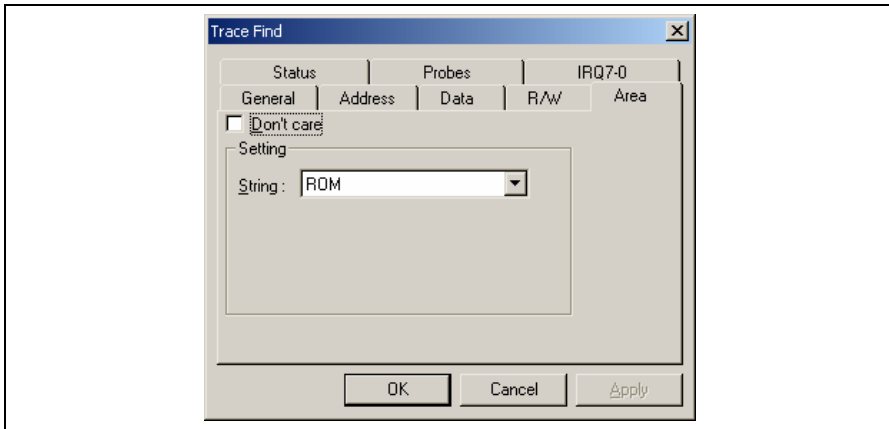 Trace Find
Status Probes IRQ7-0
General Address Data R/W Area
Don't care
Setting
String : ROM
OK Cancel Apply